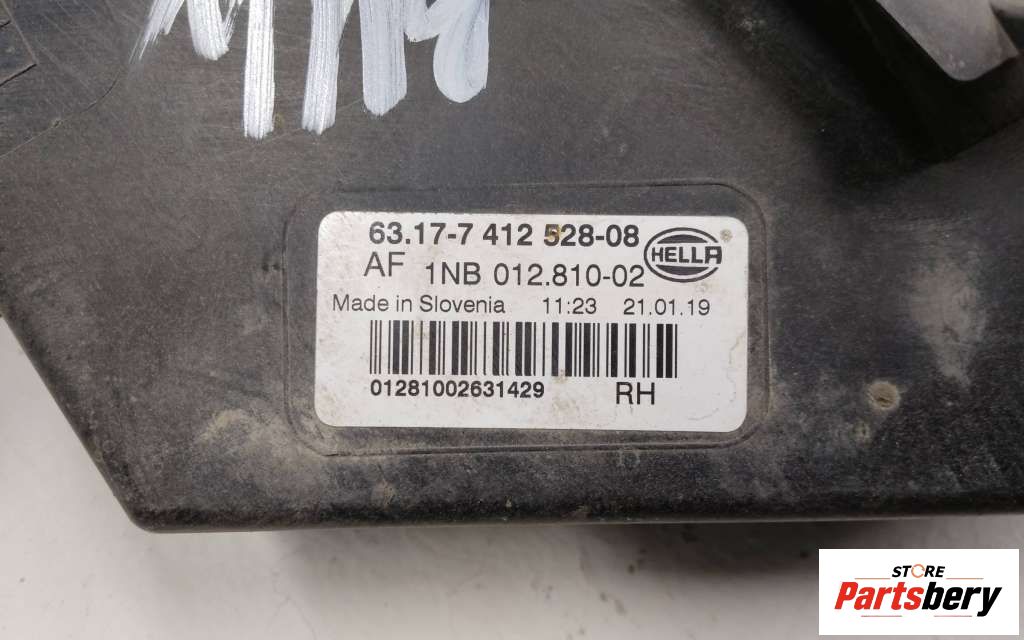 63.17-7 412 528-08
HELLA
AF 1NB 012.810-02
Made in Slovenia 11:23 21.01.19
01281002631429 RH
STORE
Partsbery